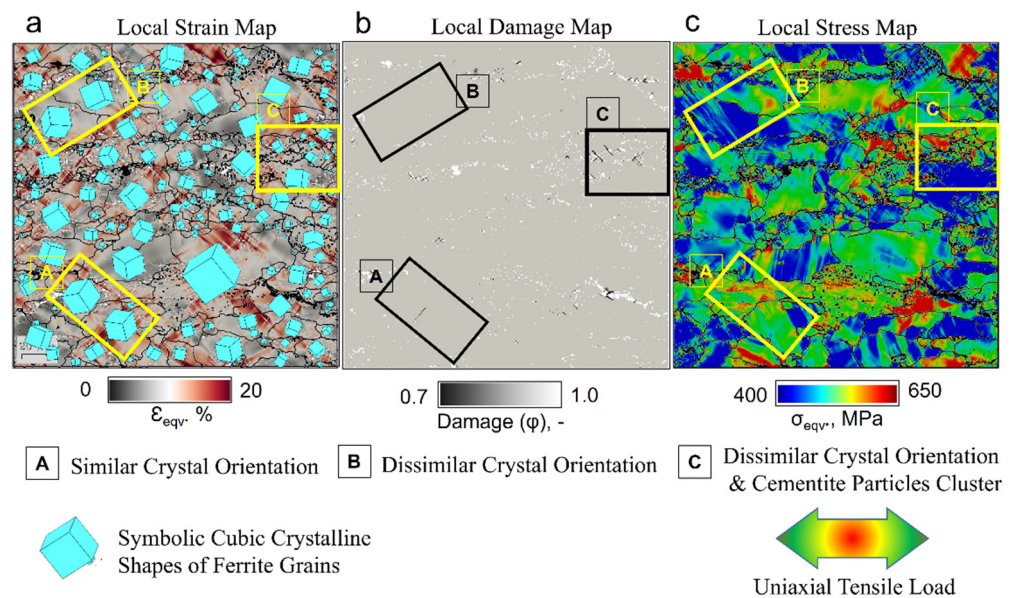 a
Local Strain Map
b
Local Damage Map
c
Local Stress Map
B
C
A
B
C
A
B
C
A
0
20
Ɛeqv. %
0.7
1.0
Damage (φ), -
400
650
σeqv., MPa
A
Similar Crystal Orientation
B
Dissimilar Crystal Orientation
C
Dissimilar Crystal Orientation
& Cementite Particles Cluster
Symbolic Cubic Crystalline
Shapes of Ferrite Grains
Uniaxial Tensile Load